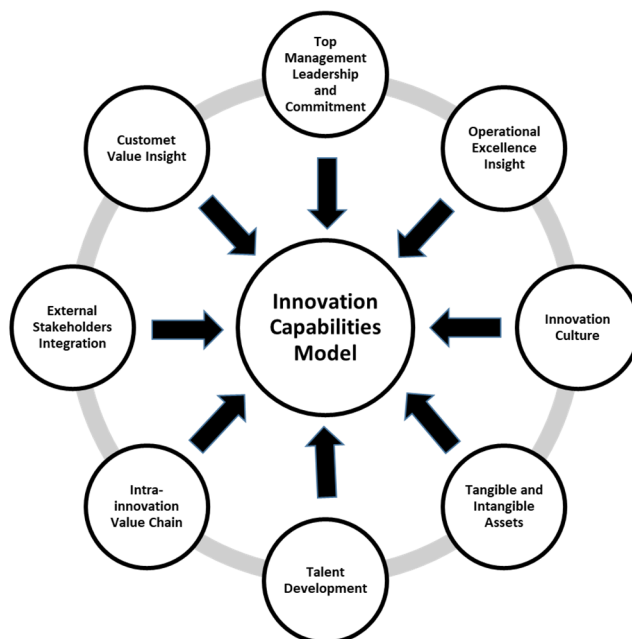 Top
Management
Leadership
and
Commitment
Operational
Excellence
Insight
Innovation
Culture
Tangible and
Intangible
Assets
Talent
Development
Intra-
innovation
Value Chain
External
Stakeholders
Integration
Customet
Value Insight
Innovation
Capabilities
Model